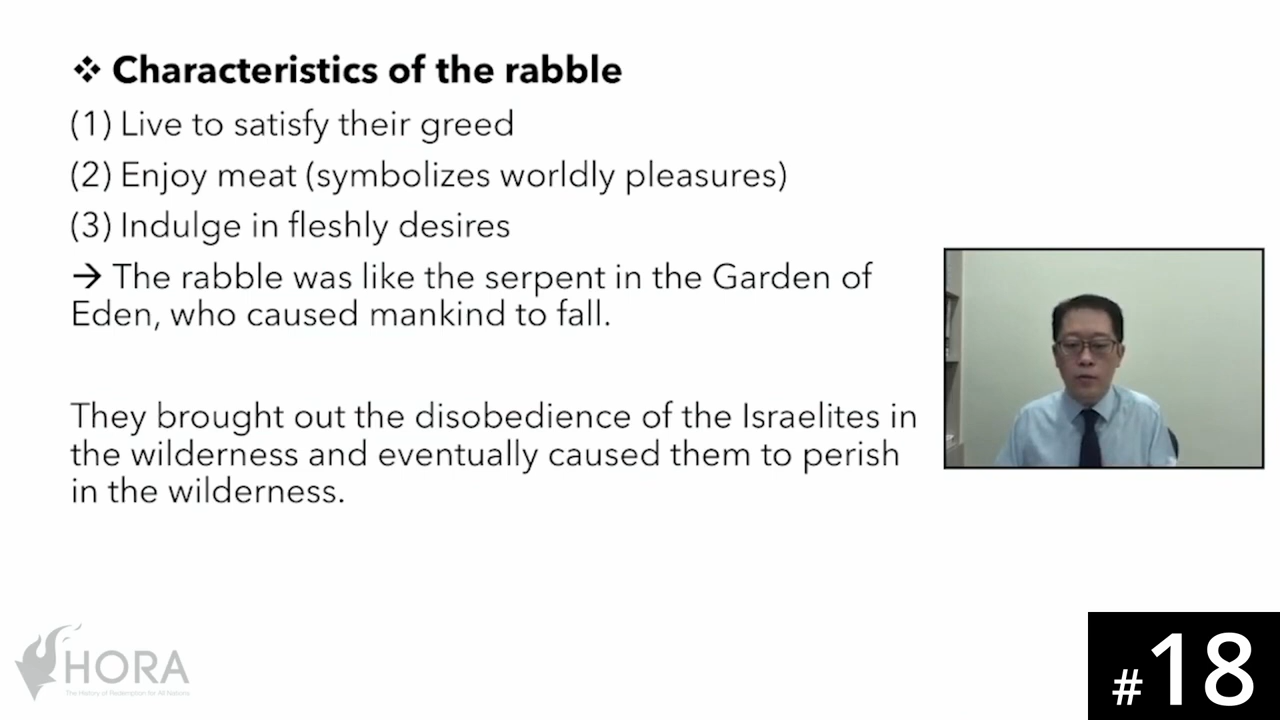 ❖ Characteristics of the rabble
(1) Live to satisfy their greed
(2) Enjoy meat (symbolizes worldly pleasures)
(3) Indulge in fleshly desires
→ The rabble was like the serpent in the Garden of
Eden, who caused mankind to fall.
They brought out the disobedience of the Israelites in
the wilderness and eventually caused them to perish
in the wilderness.
HORA
The History of Redemption for All Nations
#18